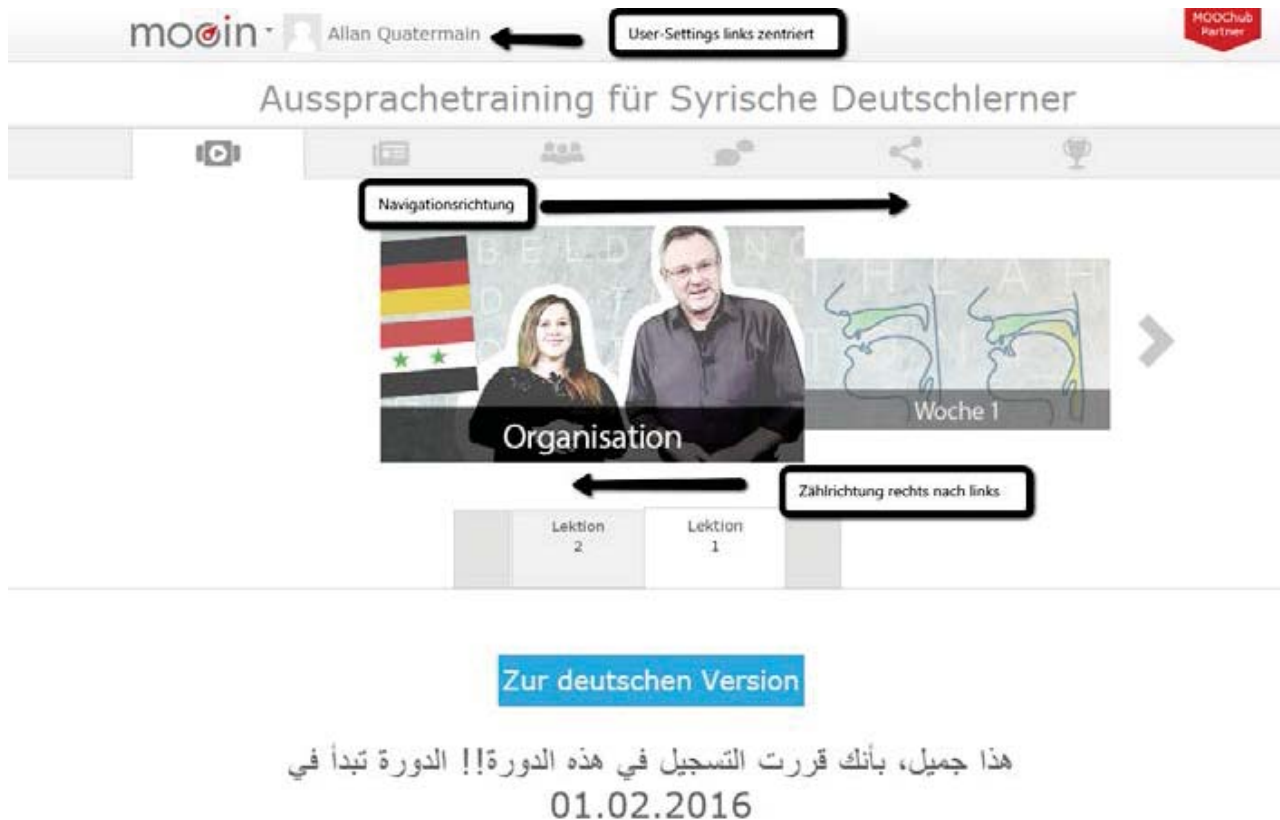 mooin
Allan Quatermain
User-Settings links zentriert
MOOChub
Partner
Aussprachetraining für Syrische Deutschlerner
Navigationsrichtung
Organisation
Woche 1
Zählrichtung rechts nach links
Lektion
2
Lektion
1
Zur deutschen Version
هذا جميل، بأنك قررت التسجيل في هذه الدورة!! الدورة تبدأ في
01.02.2016